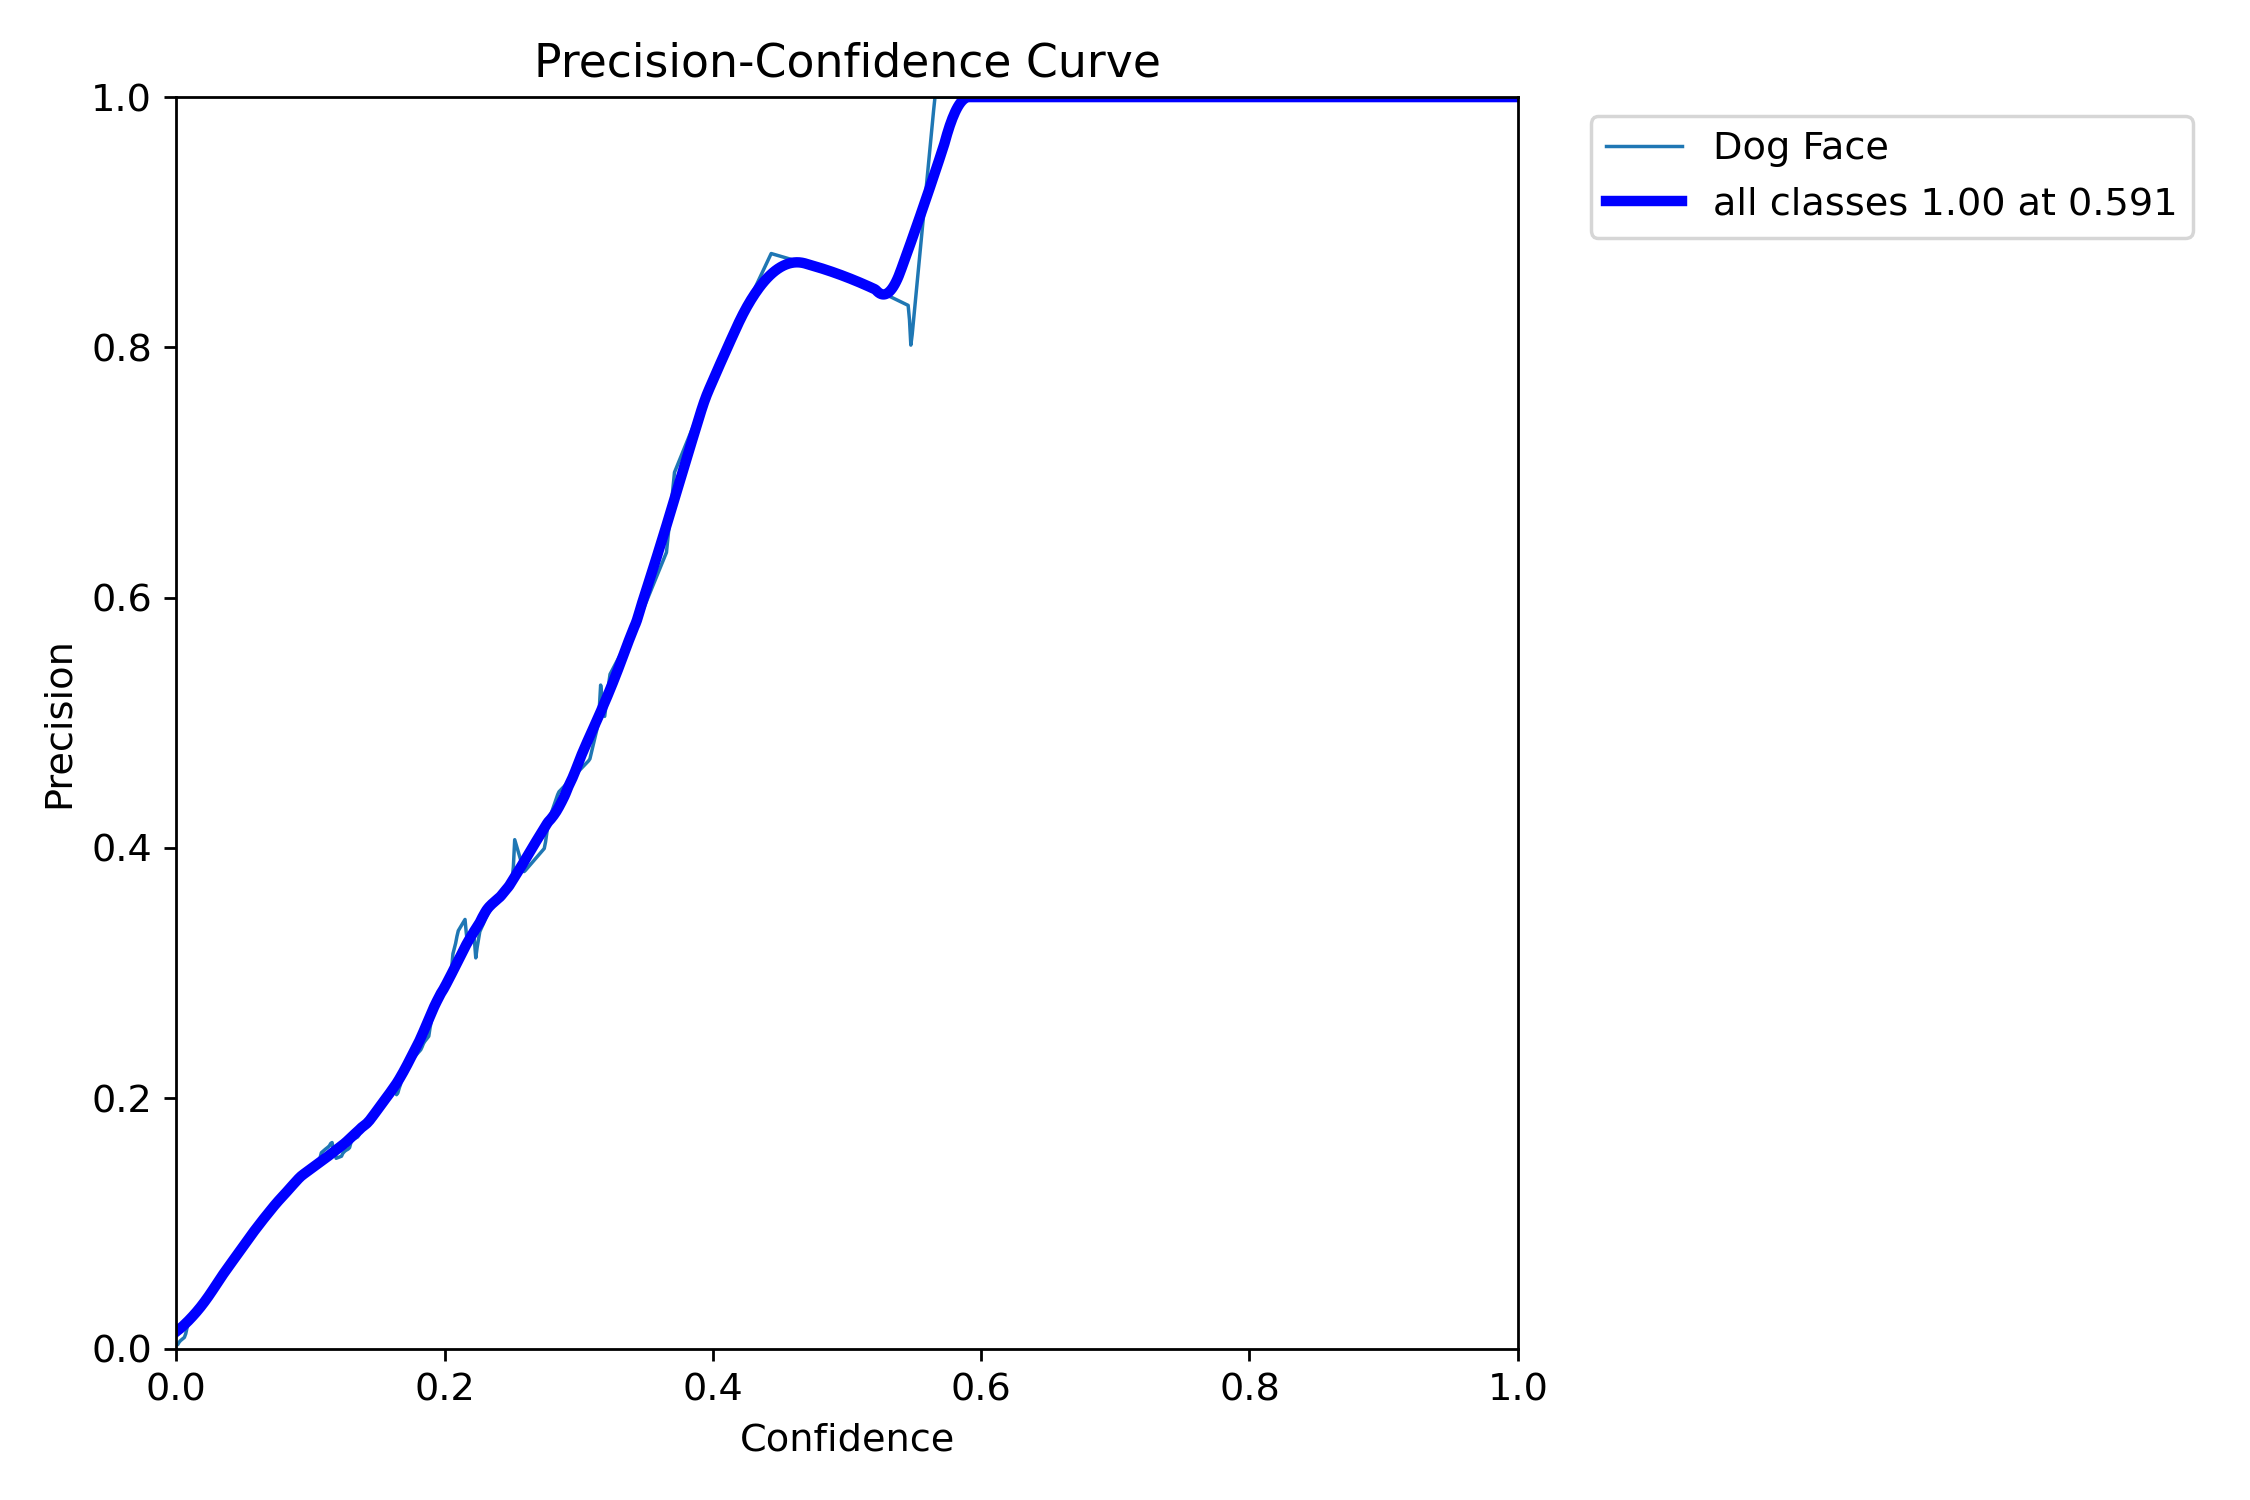 Precision-Confidence Curve
1.0
0.8
0.6
0.4
0.2
0.0
Precision
0.0 0.2 0.4 0.6 0.8 1.0
Confidence
Dog Face
all classes 1.00 at 0.591